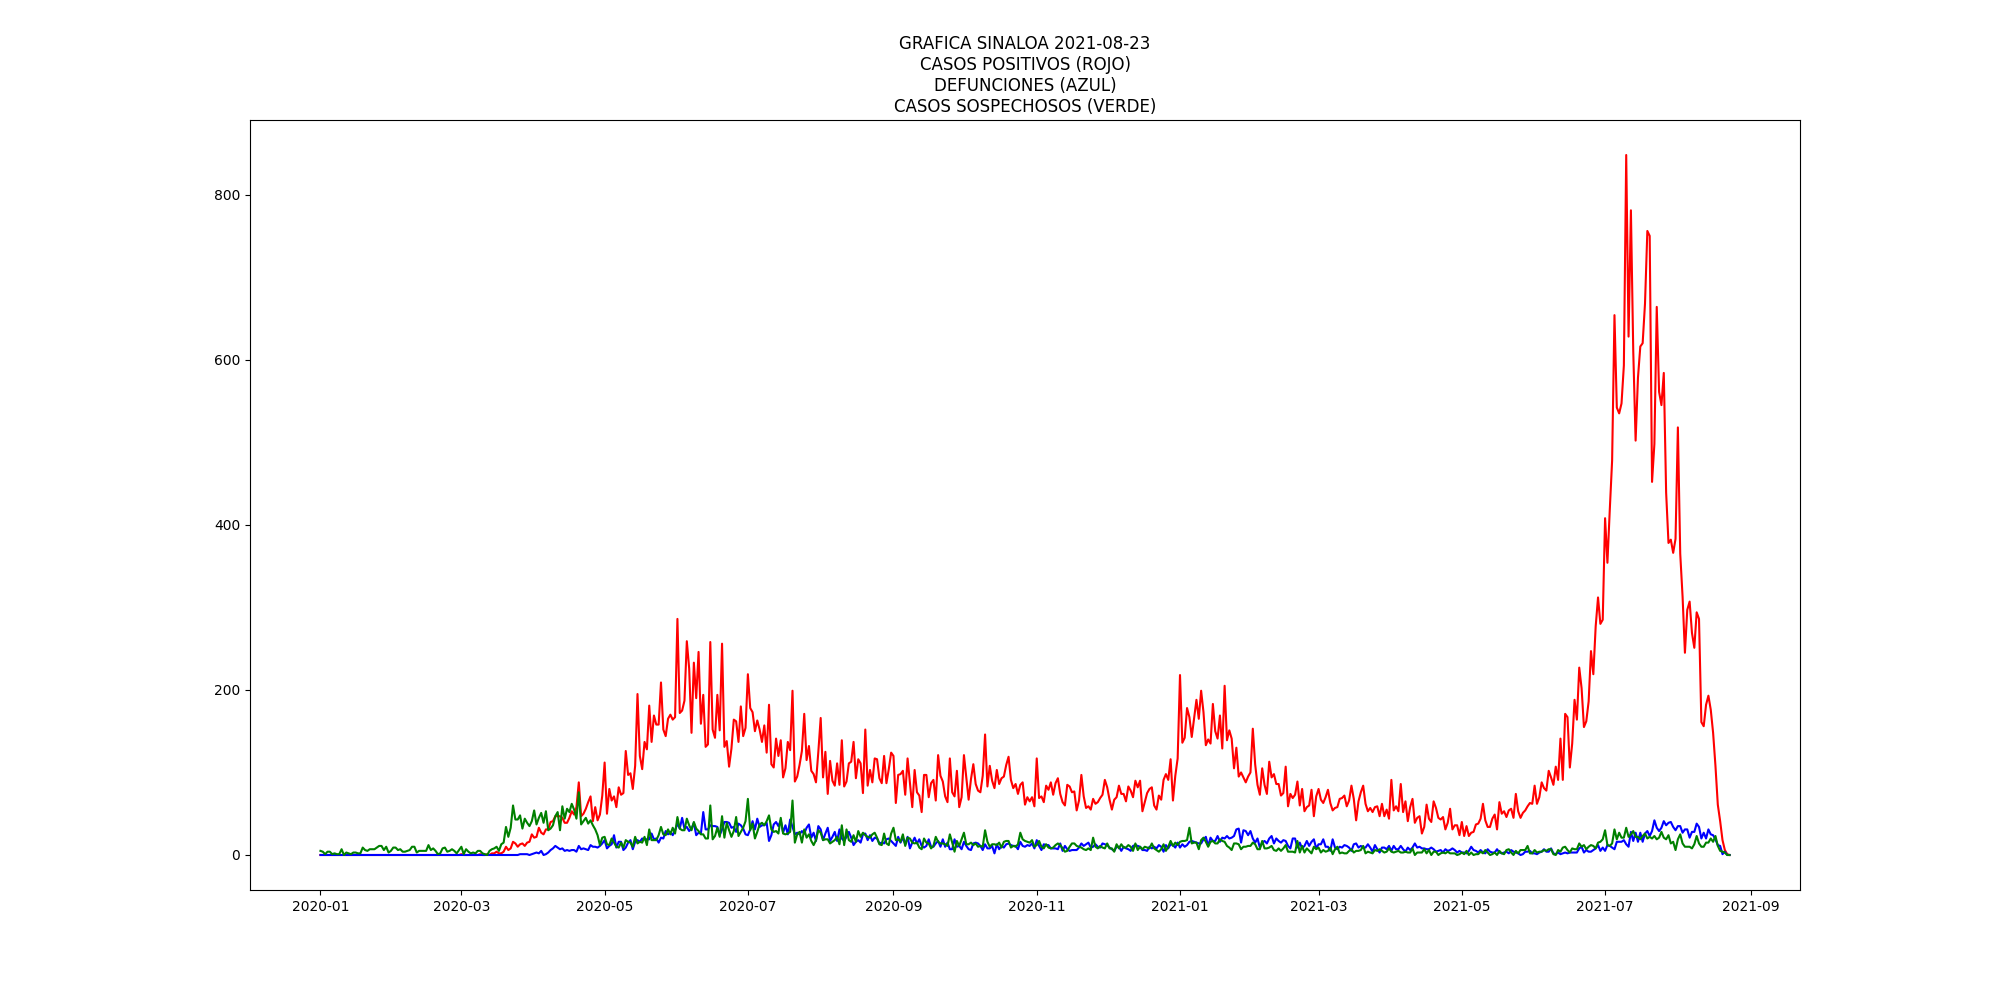 GRAFICA SINALOA 2021-08-23
CASOS POSITIVOS (ROJO)
DEFUNCIONES (AZUL)
CASOS SOSPECHOSOS (VERDE)
800
600
400
200
0
2020-01 2020-03 2020-05 2020-07 2020-09 2020-11 2021-01 2021-03 2021-05 2021-07 2021-09